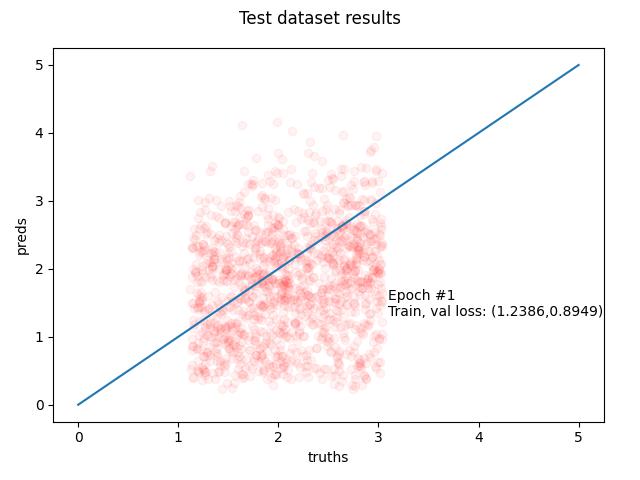 Test dataset results
5
4
3
2
1
0
preds
Epoch #1
Train, val loss: (1.2386,0.8949)
0 1 2 3 4 5
truths